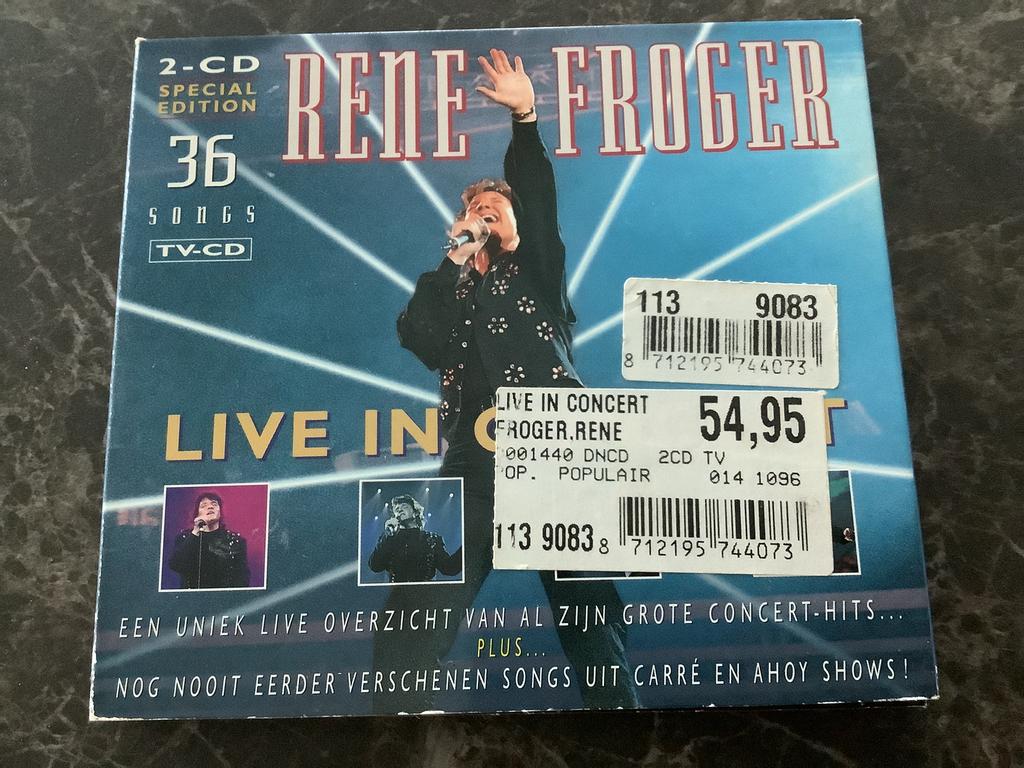 2-CD
SPECIAL
EDITION
36
SONGS
TV-CD
RENE FROGER
113 9083
8 712195 744073
LIVE IN
LIVE IN CONCERT 54,95
FROGER.RENE
001440 DNCD 2CD TV
OP. POPULAIR 014 1096
113 9083 8 712195 744073
EEN UNIEK LIVE OVERZICHT VAN AL ZIJN GROTE CONCERT-HITS...
PLUS...
NOG NOOIT EERDER VERSCHENEN SONGS UIT CARRÉ EN AHOY SHOWS!